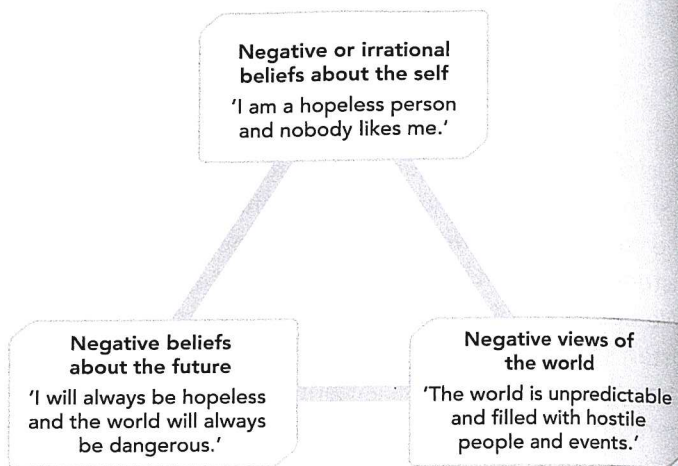 Negative or irrational
beliefs about the self
'I am a hopeless person
and nobody likes me.'
Negative beliefs
about the future
'I will always be hopeless
and the world will always
be dangerous.'
Negative views of
the world
'The world is unpredictable
and filled with hostile
people and events.'